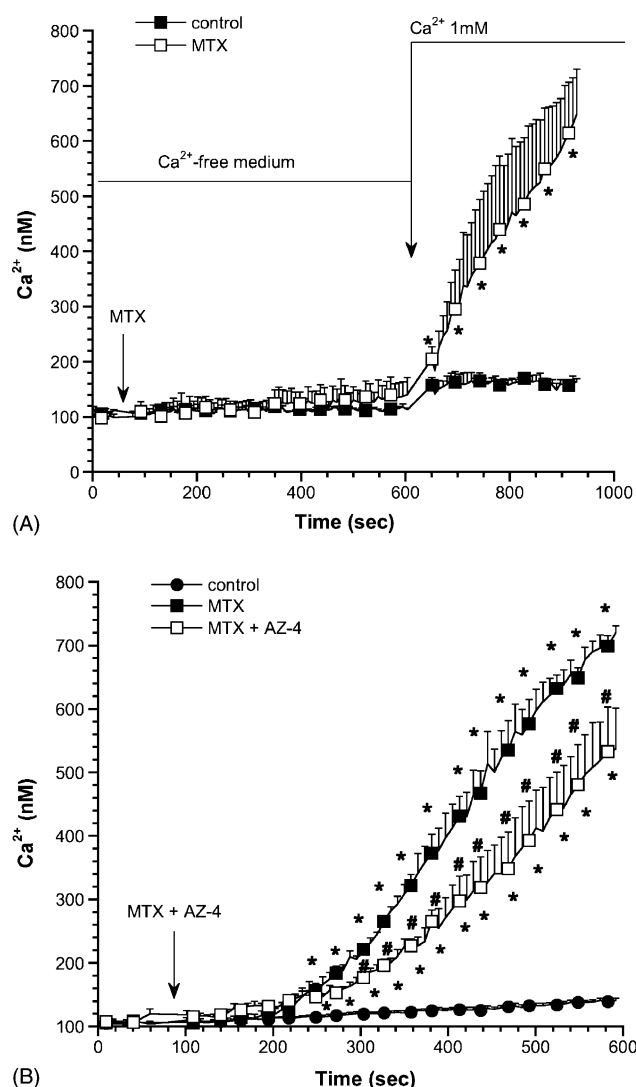 control
MTX
Ca²⁺ 1mM
Ca²⁺-free medium
MTX
Ca²⁺ (nM)
800
700
600
500
400
300
200
100
0
0 200 400 600 800 1000
Time (sec)
(A)
control
MTX
MTX + AZ-4
MTX + AZ-4
Ca²⁺ (nM)
800
700
600
500
400
300
200
100
0 100 200 300 400 500 600
Time (sec)
(B)
* * * * * * *
* * * * * * * * * * * * * *
# # # # # # # # # #
* * * * * * * * * * * * *